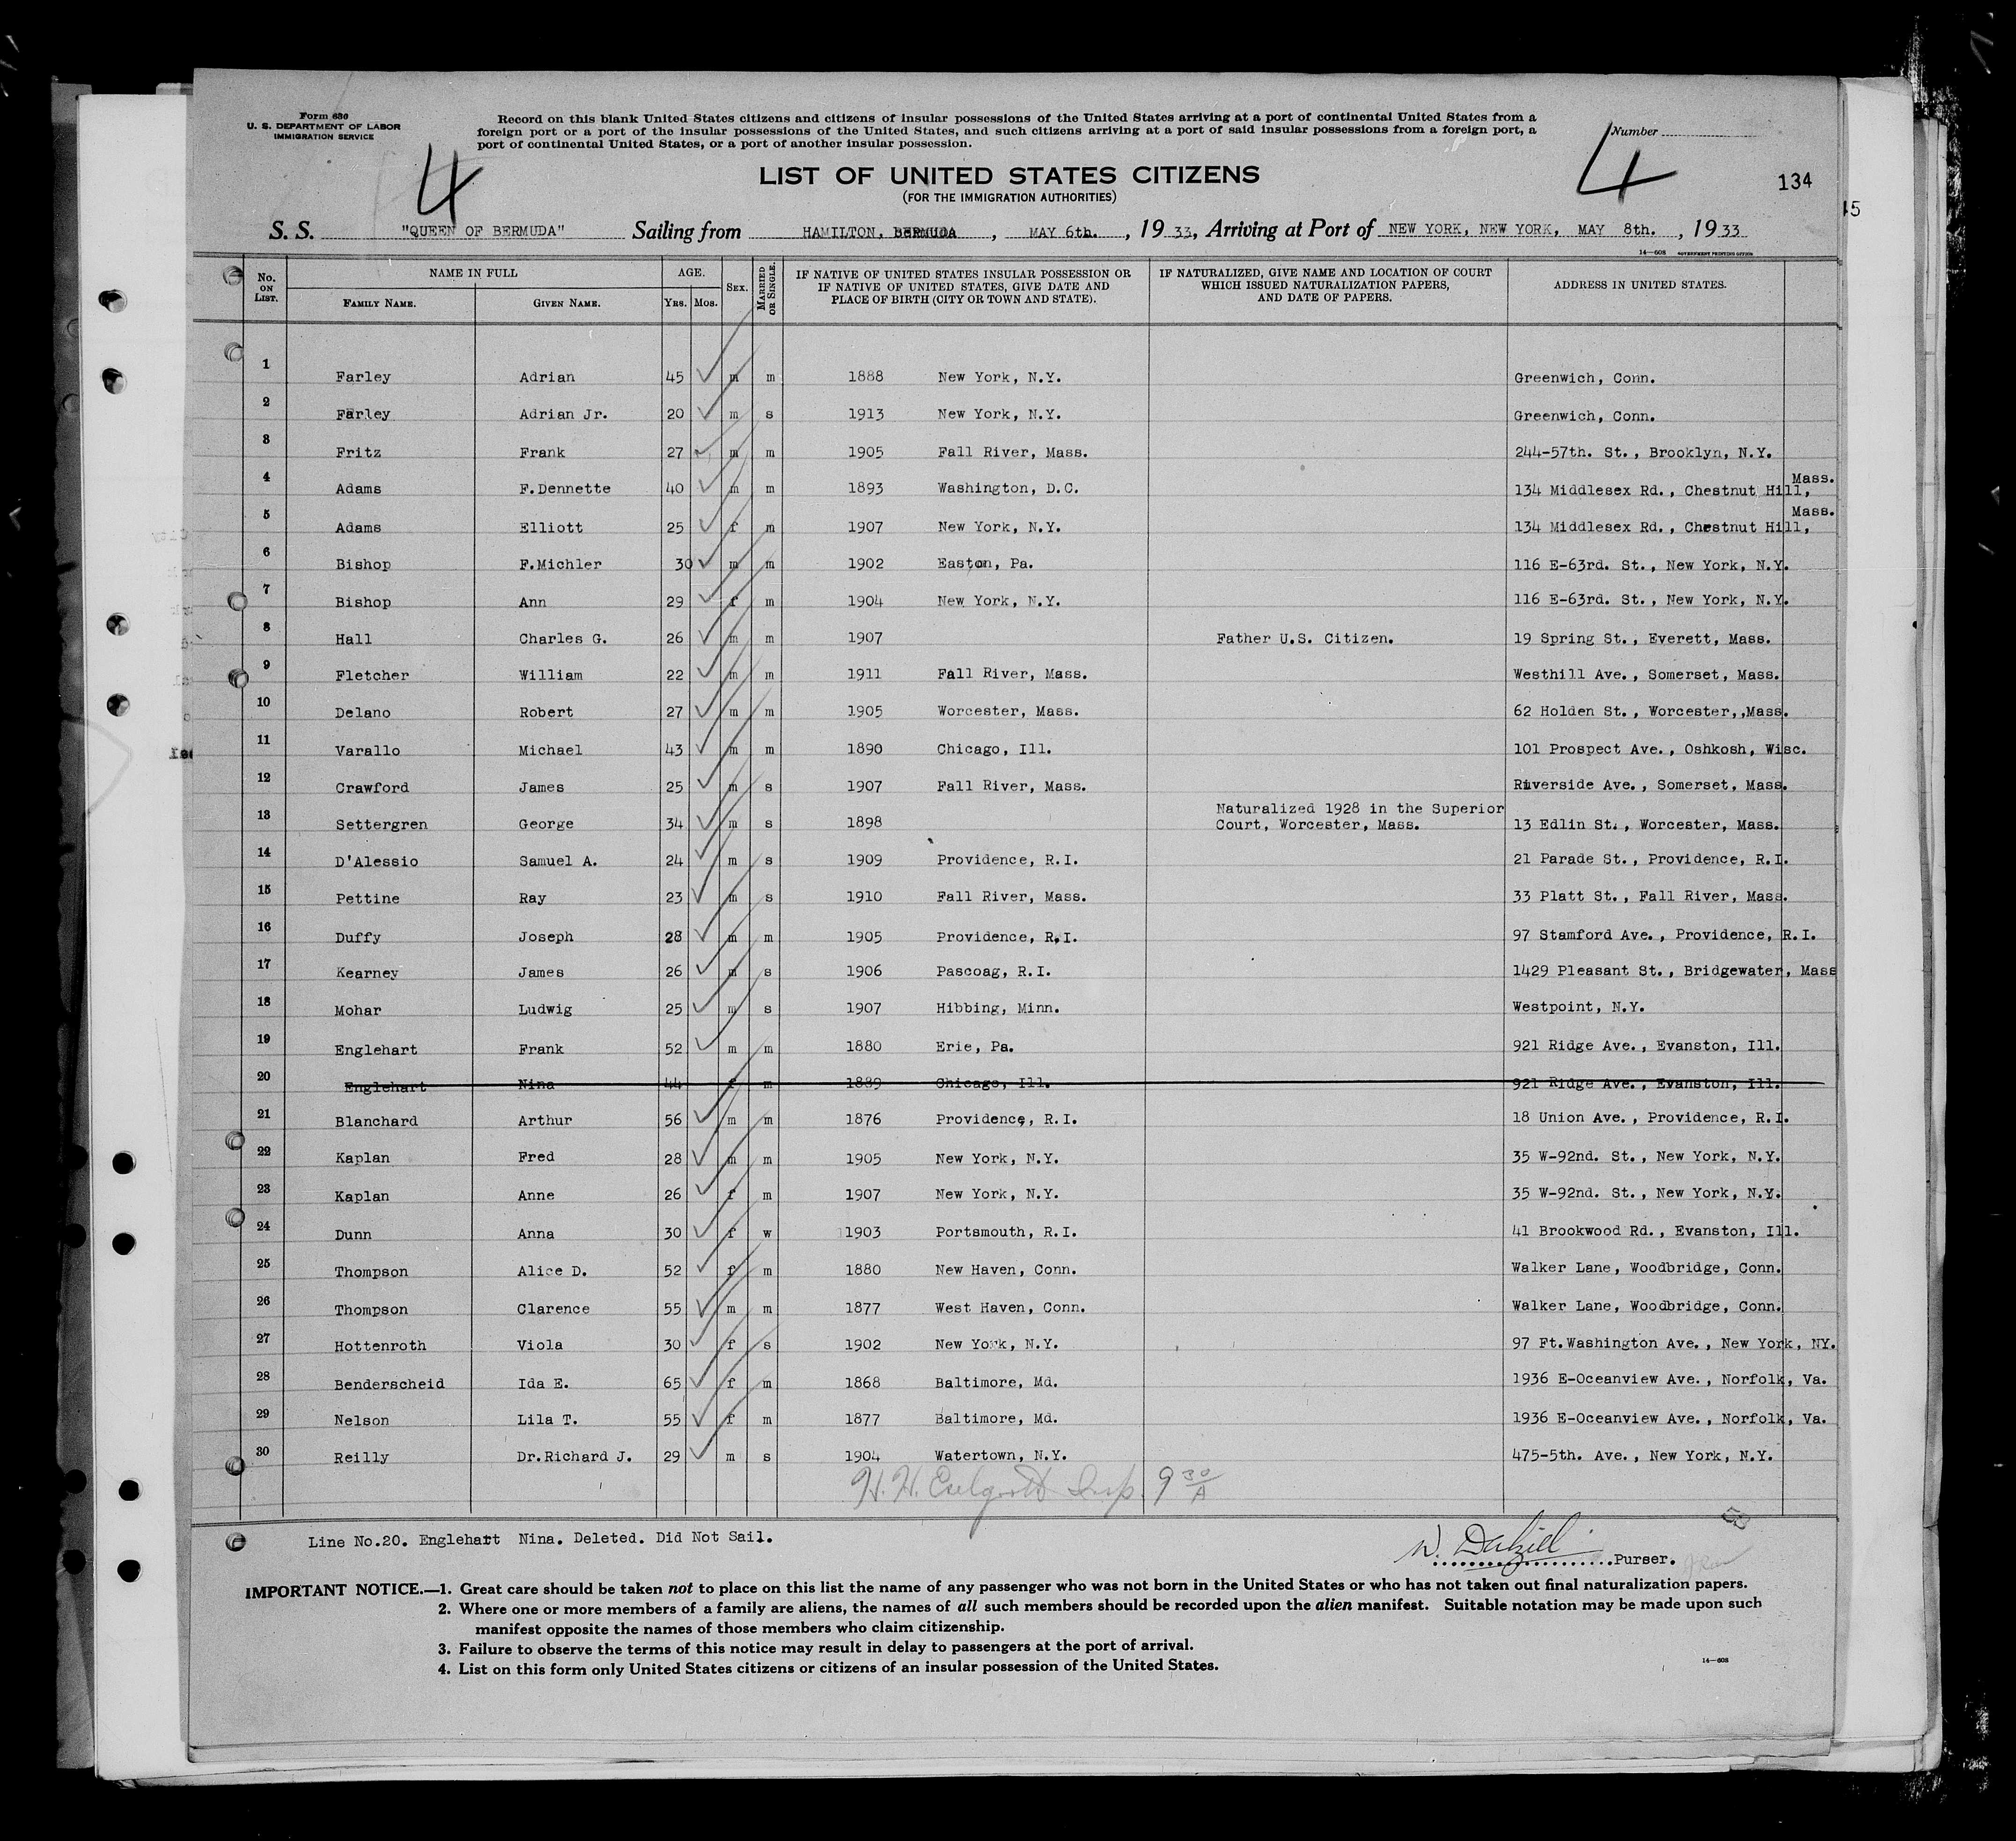 Form 630
U. S. DEPARTMENT OF LABOR
IMMIGRATION SERVICE
Record on this blank United States citizens and citizens of insular possessions of the United States arriving at a port of continental United States from a
foreign port or a port of the insular possessions of the United States, and such citizens arriving at a port of said insular possessions from a foreign port, a
port of continental United States, or a port of another insular possession.
Number
4
4
134
45
LIST OF UNITED STATES CITIZENS
(FOR THE IMMIGRATION AUTHORITIES)
S. S. "QUEEN OF BERMUDA" Sailing from HAMILTON, BERMUDA, MAY 6th., 1933, Arriving at Port of NEW YORK, NEW YORK, MAY 8th., 1933
14—608 GOVERNMENT PRINTING OFFICE
No. ON LIST. NAME IN FULL FAMILY NAME. GIVEN NAME. AGE. YRS. MOS. SEX. MARRIED OR SINGLE. IF NATIVE OF UNITED STATES INSULAR POSSESSION OR IF NATIVE OF UNITED STATES, GIVE DATE AND PLACE OF BIRTH (CITY OR TOWN AND STATE). IF NATURALIZED, GIVE NAME AND LOCATION OF COURT WHICH ISSUED NATURALIZATION PAPERS, AND DATE OF PAPERS. ADDRESS IN UNITED STATES.
1 Farley Adrian 45 m m 1888 New York, N.Y. Greenwich, Conn.
2 Farley Adrian Jr. 20 m s 1913 New York, N.Y. Greenwich, Conn.
3 Fritz Frank 27 m m 1905 Fall River, Mass. 244-57th. St., Brooklyn, N.Y.
4 Adams F.Dennette 40 m m 1893 Washington, D.C. 134 Middlesex Rd., Chestnut Hill, Mass.
5 Adams Elliott 25 f m 1907 New York, N.Y. 134 Middlesex Rd., Chestnut Hill, Mass.
6 Bishop F.Michler 30 m m 1902 Easton, Pa. 116 E-63rd. St., New York, N.Y.
7 Bishop Ann 29 f m 1904 New York, N.Y. 116 E-63rd. St., New York, N.Y.
8 Hall Charles G. 26 m m 1907 Father U.S. Citizen. 19 Spring St., Everett, Mass.
9 Fletcher William 22 m m 1911 Fall River, Mass. Westhill Ave., Somerset, Mass.
10 Delano Robert 27 m m 1905 Worcester, Mass. 62 Holden St., Worcester,,Mass.
11 Varallo Michael 43 m m 1890 Chicago, Ill. 101 Prospect Ave., Oshkosh, Wisc.
12 Crawford James 25 m s 1907 Fall River, Mass. Riverside Ave., Somerset, Mass.
13 Settergren George 34 m s 1898 Naturalized 1928 in the Superior Court, Worcester, Mass. 13 Edlin St., Worcester, Mass.
14 D'Alessio Samuel A. 24 m s 1909 Providence, R.I. 21 Parade St., Providence, R.I.
15 Pettine Ray 23 m s 1910 Fall River, Mass. 33 Platt St., Fall River, Mass.
16 Duffy Joseph 28 m m 1905 Providence, R.I. 97 Stamford Ave., Providence, R.I.
17 Kearney James 26 m s 1906 Pascoag, R.I. 1429 Pleasant St., Bridgewater, Mass
18 Mohar Ludwig 25 m s 1907 Hibbing, Minn. Westpoint, N.Y.
19 Englehart Frank 52 m m 1880 Erie, Pa. 921 Ridge Ave., Evanston, Ill.
20 Englehart Nina 44 f m 1889 Chicago, Ill. 921 Ridge Ave., Evanston, Ill.
21 Blanchard Arthur 56 m m 1876 Providence, R.I. 18 Union Ave., Providence, R.I.
22 Kaplan Fred 28 m m 1905 New York, N.Y. 35 W-92nd. St., New York, N.Y.
23 Kaplan Anne 26 f m 1907 New York, N.Y. 35 W-92nd. St., New York, N.Y.
24 Dunn Anna 30 f w 1903 Portsmouth, R.I. 41 Brookwood Rd., Evanston, Ill.
25 Thompson Alice D. 52 f m 1880 New Haven, Conn. Walker Lane, Woodbridge, Conn.
26 Thompson Clarence 55 m m 1877 West Haven, Conn. Walker Lane, Woodbridge, Conn.
27 Hottenroth Viola 30 f s 1902 New York, N.Y. 97 Ft.Washington Ave., New York, NY.
28 Benderscheid Ida E. 65 f m 1868 Baltimore, Md. 1936 E-Oceanview Ave., Norfolk, Va.
29 Nelson Lila T. 55 f m 1877 Baltimore, Md. 1936 E-Oceanview Ave., Norfolk, Va.
30 Reilly Dr.Richard J. 29 m s 1904 Watertown, N.Y. 475-5th. Ave., New York, N.Y.
H. H. Insp. 9 30/A
Line No.20. Englehart Nina. Deleted. Did Not Sail.
W. Dalziel Purser.
IMPORTANT NOTICE.—1. Great care should be taken not to place on this list the name of any passenger who was not born in the United States or who has not taken out final naturalization papers.
2. Where one or more members of a family are aliens, the names of all such members should be recorded upon the alien manifest. Suitable notation may be made upon such
manifest opposite the names of those members who claim citizenship.
3. Failure to observe the terms of this notice may result in delay to passengers at the port of arrival.
4. List on this form only United States citizens or citizens of an insular possession of the United States.
14—608